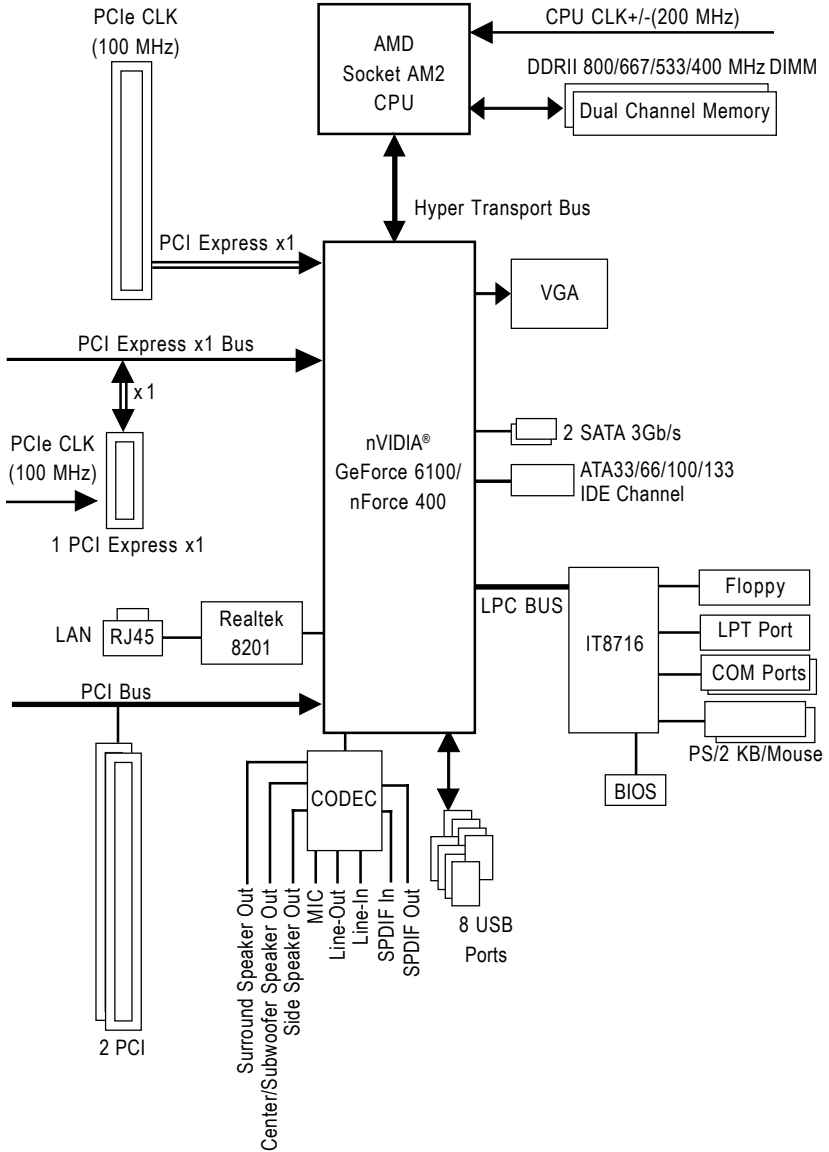 PCIe CLK
(100 MHz)
AMD
Socket AM2
CPU
CPU CLK+/-(200 MHz)
DDRII 800/667/533/400 MHz DIMM
Dual Channel Memory
Hyper Transport Bus
PCI Express x1
VGA
PCI Express x1 Bus
x1
PCIe CLK
(100 MHz)
1 PCI Express x1
nVIDIA®
GeForce 6100/
nForce 400
2 SATA 3Gb/s
ATA33/66/100/133
IDE Channel
LPC BUS
IT8716
Floppy
LPT Port
COM Ports
PS/2 KB/Mouse
BIOS
LAN
RJ45
Realtek
8201
PCI Bus
2 PCI
CODEC
Surround Speaker Out
Center/Subwoofer Speaker Out
Side Speaker Out
MIC
Line-Out
Line-In
SPDIF In
SPDIF Out
8 USB
Ports